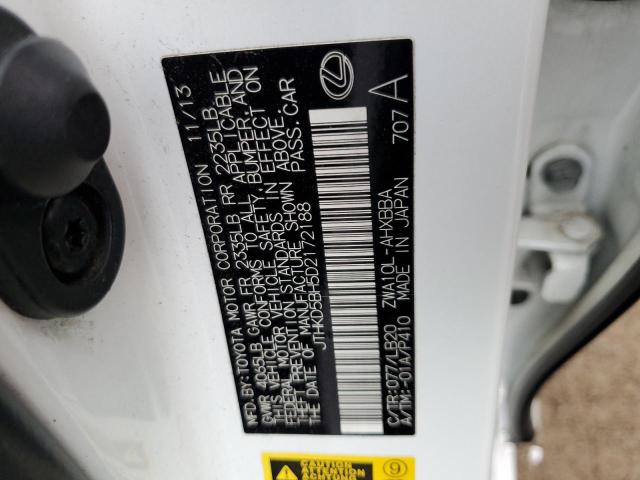 MFD. BY: TOYOTA MOTOR CORPORATION 11/13
GVWR 4065LB GAWR FR 2335LB RR 2235LB
THIS VEHICLE CONFORMS TO ALL APPLICABLE
FEDERAL MOTOR VEHICLE SAFETY, BUMPER, AND
THEFT PREVENTION STANDARDS IN EFFECT ON
THE DATE OF MANUFACTURE SHOWN ABOVE.
JTHKD5BH5D2172188 PASS. CAR
C/TR: 077/LB20 ZWA10L-AHXBBA
A/TM: -01A/P410 MADE IN JAPAN 707 A
CAUTION
ATTENTION
ACHTUNG
9